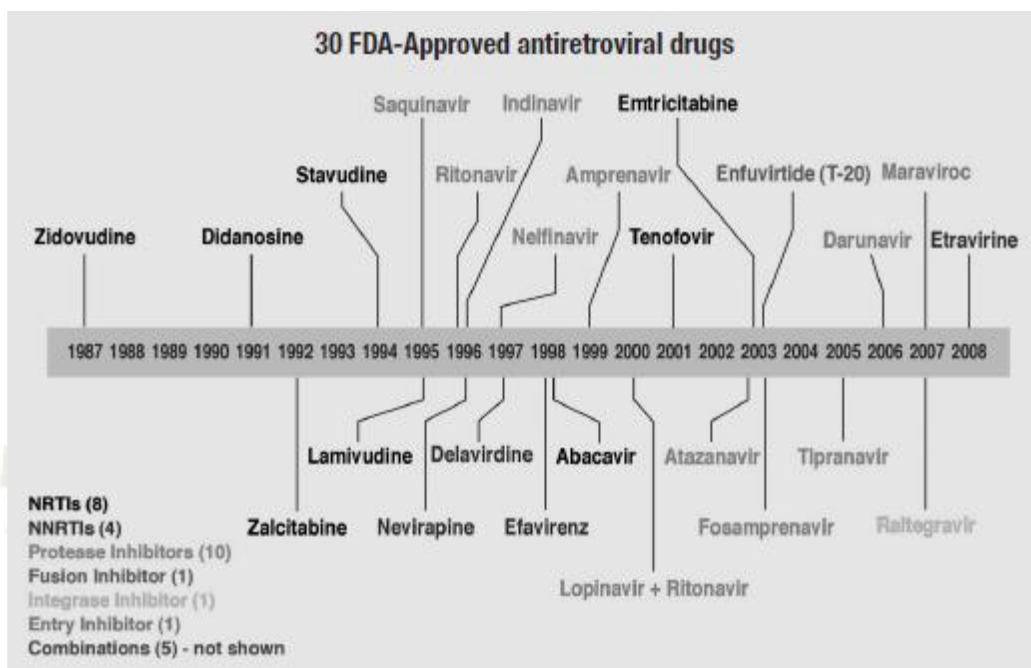 30 FDA-Approved antiretroviral drugs
Saquinavir Indinavir Emtricitabine
Stavudine Ritonavir Amprenavir Enfuvirtide (T-20) Maraviroc
Zidovudine Didanosine Nelfinavir Tenofovir Darunavir Etravirine
1987 1988 1989 1990 1991 1992 1993 1994 1995 1996 1997 1998 1999 2000 2001 2002 2003 2004 2005 2006 2007 2008
Lamivudine Delavirdine Abacavir Atazanavir Tipranavir
Zalcitabine Nevirapine Efavirenz Fosamprenavir Raltegravir
Lopinavir + Ritonavir
NRTIs (8)
NNRTIs (4)
Protease Inhibitors (10)
Fusion Inhibitor (1)
Integrase Inhibitor (1)
Entry Inhibitor (1)
Combinations (5) - not shown